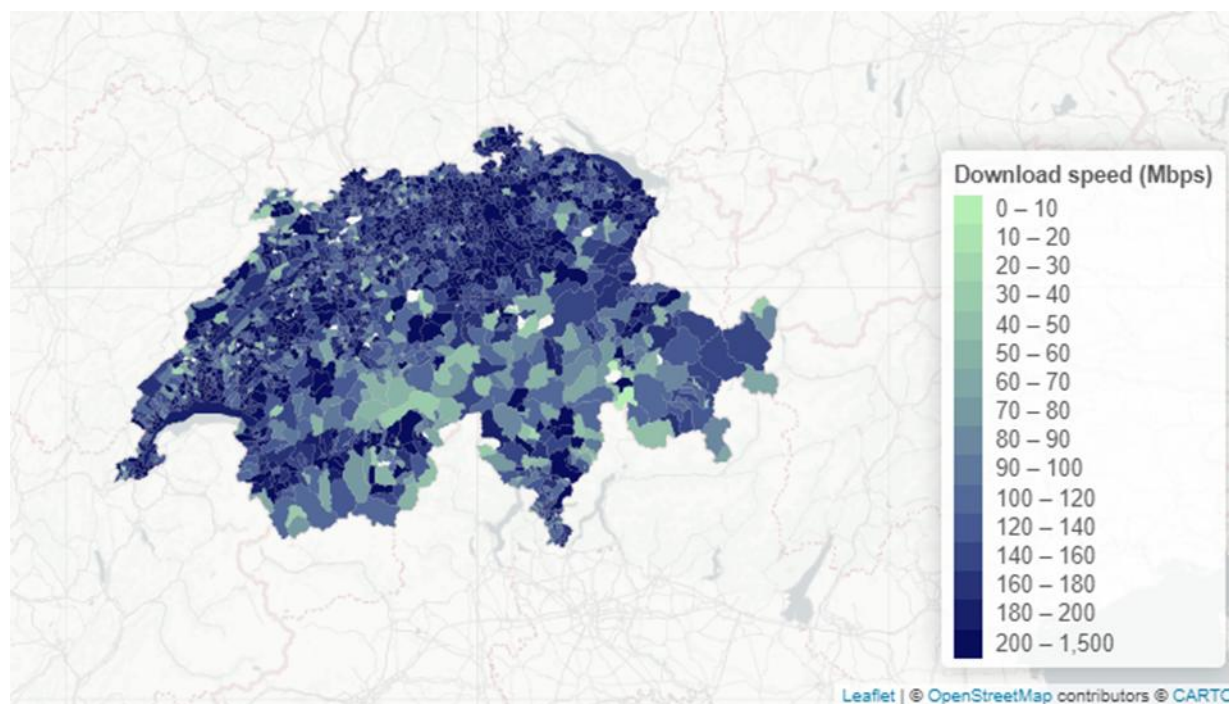 Download speed (Mbps)
0 – 10
10 – 20
20 – 30
30 – 40
40 – 50
50 – 60
60 – 70
70 – 80
80 – 90
90 – 100
100 – 120
120 – 140
140 – 160
160 – 180
180 – 200
200 – 1,500
Leaflet | © OpenStreetMap contributors © CARTO